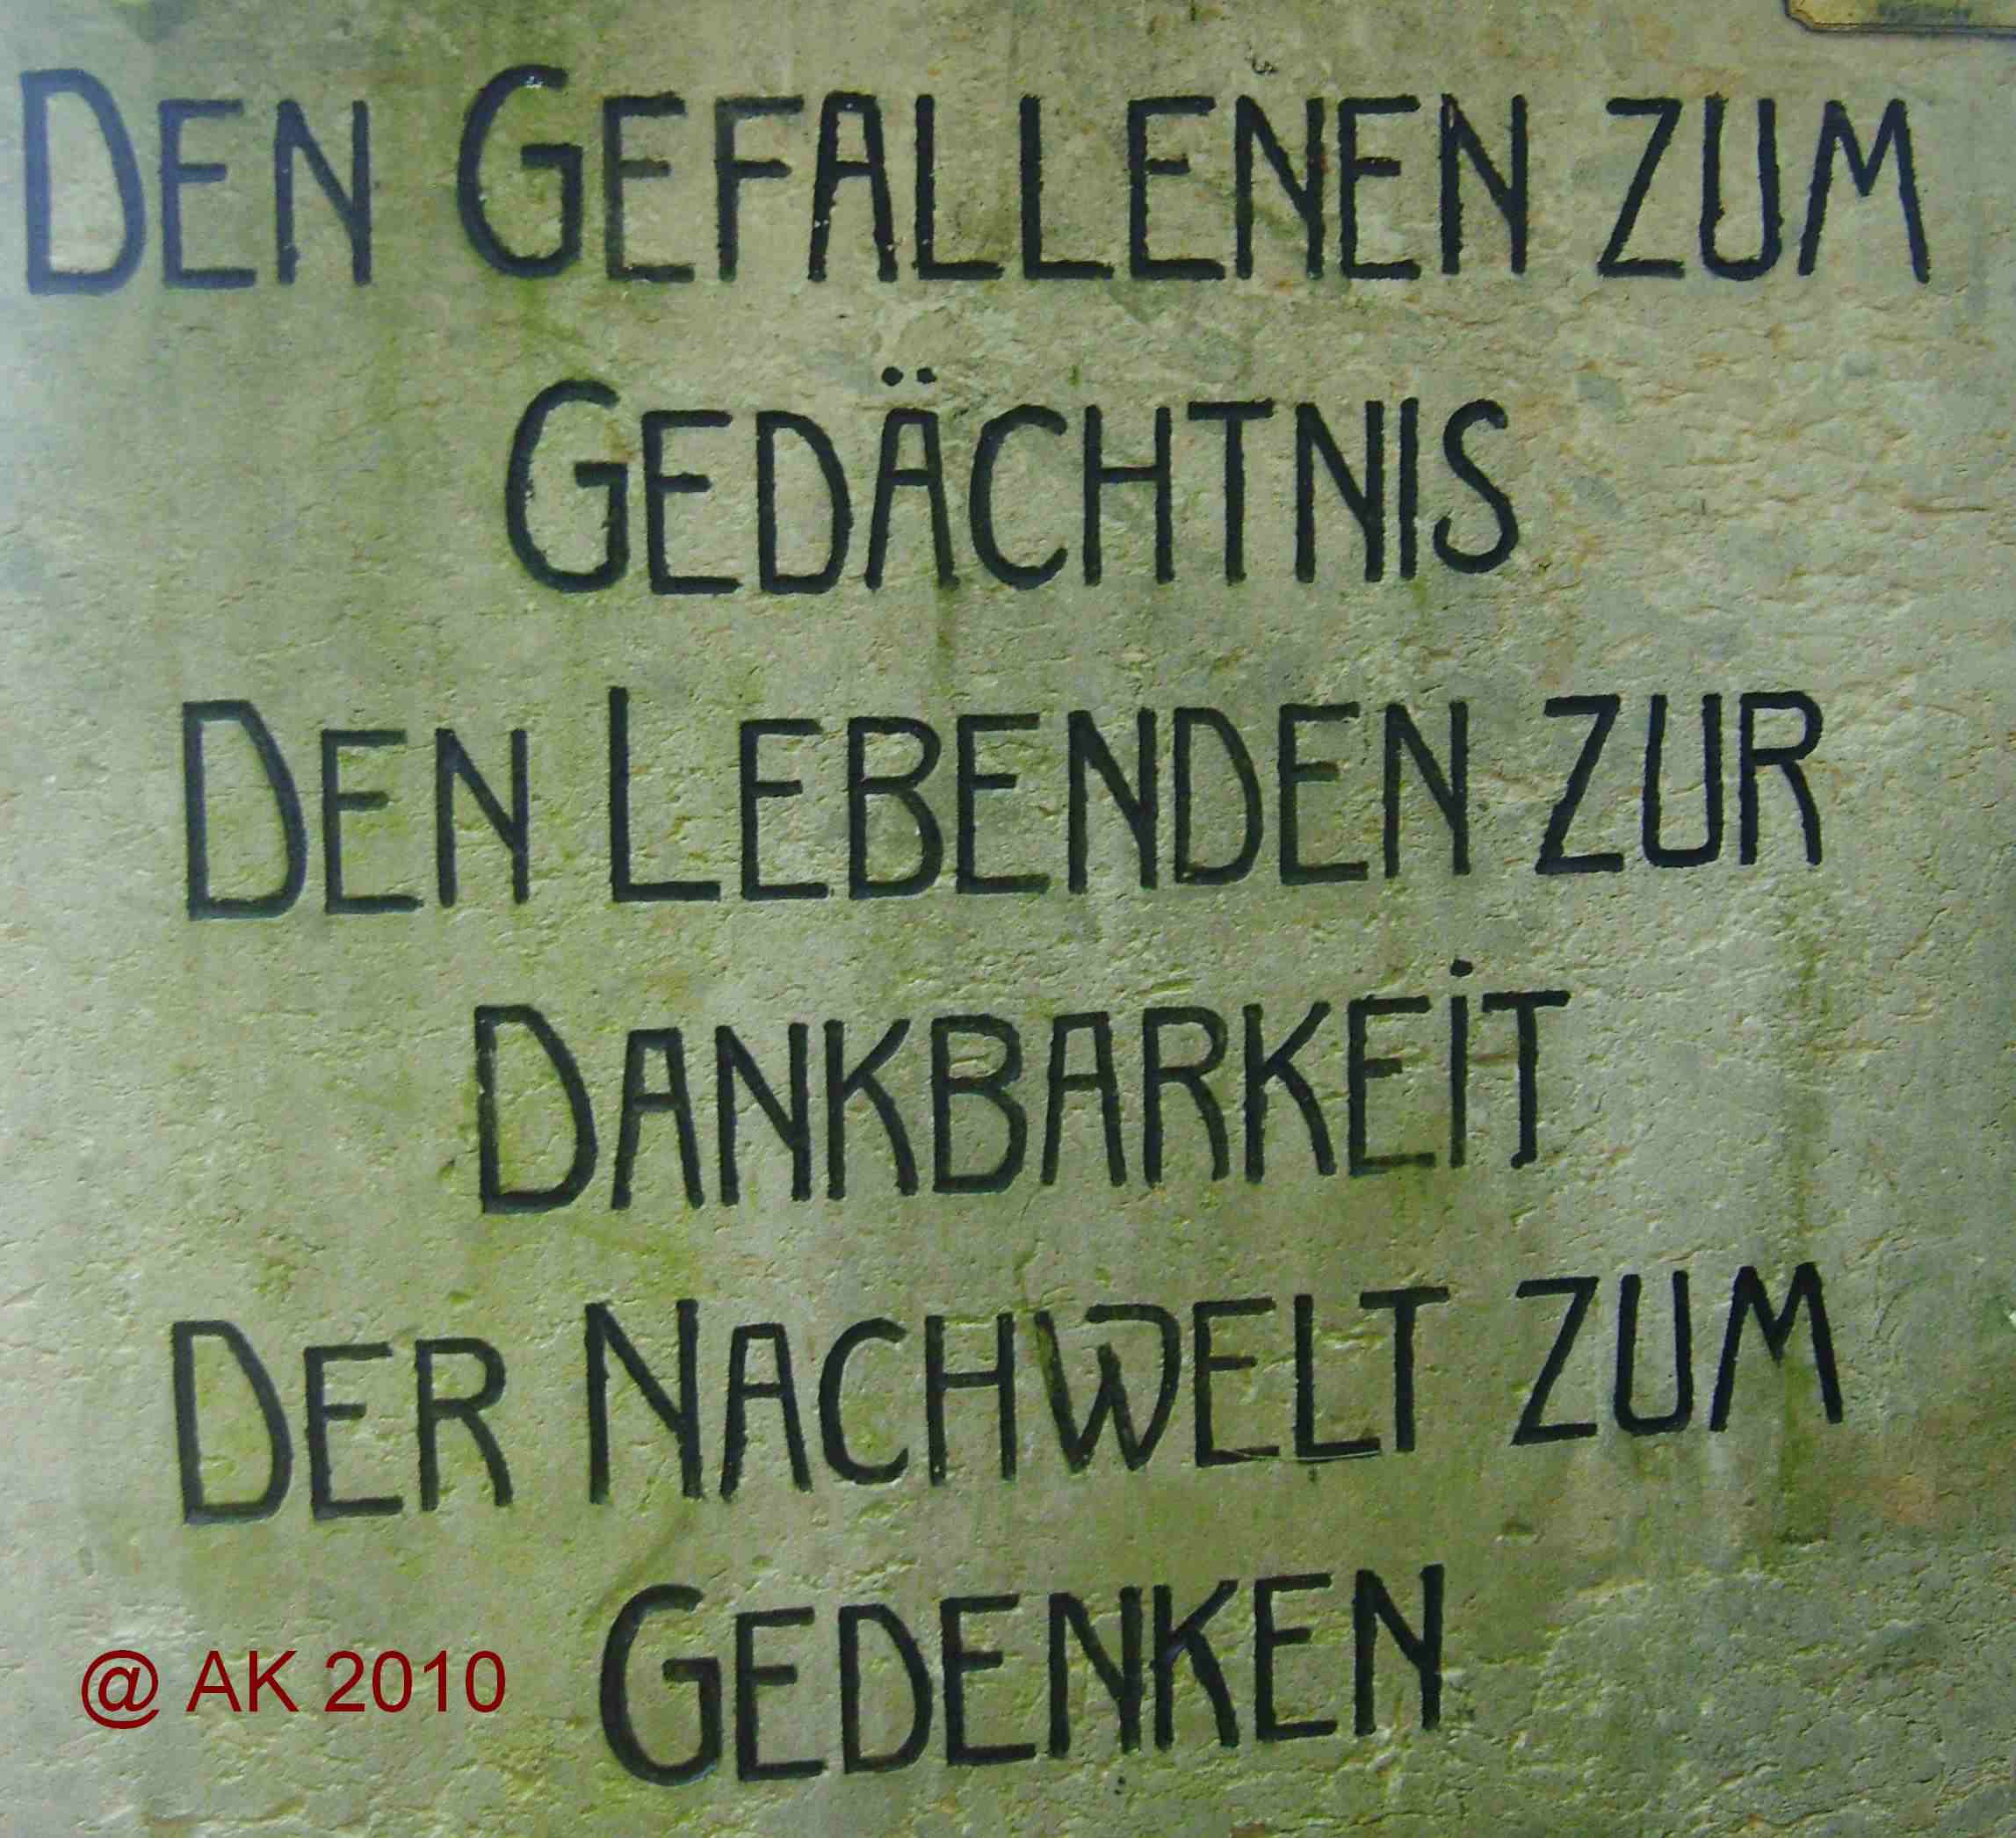 DEN GEFALLENEN ZUM
GEDÄCHTNIS
DEN LEBENDEN ZUR
DANKBARKEIT
DER NACHWELT ZUM
GEDENKEN
@ AK 2010